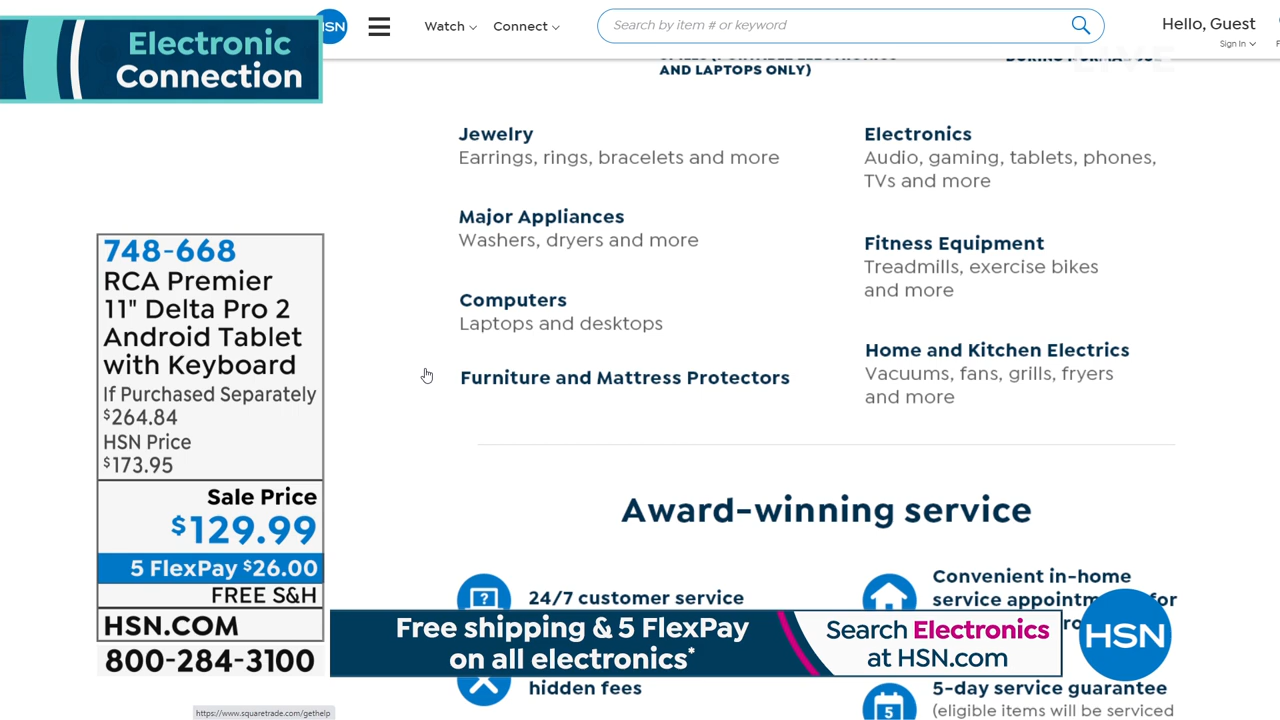 Electronic
Connection
HSN
Watch
Connect
Search by item # or keyword
Hello, Guest
Sign In
LIVE
AND LAPTOPS ONLY)
Jewelry
Earrings, rings, bracelets and more
Major Appliances
Washers, dryers and more
Computers
Laptops and desktops
Furniture and Mattress Protectors
Electronics
Audio, gaming, tablets, phones,
TVs and more
Fitness Equipment
Treadmills, exercise bikes
and more
Home and Kitchen Electrics
Vacuums, fans, grills, fryers
and more
748-668
RCA Premier
11" Delta Pro 2
Android Tablet
with Keyboard
If Purchased Separately
$264.84
HSN Price
$173.95
Sale Price
$129.99
5 FlexPay $26.00
FREE S&H
HSN.COM
800-284-3100
Award-winning service
24/7 customer service
hidden fees
Convenient in-home
service appointm for
5-day service guarantee
(eligible items will be serviced
5
Free shipping & 5 FlexPay
on all electronics*
Search Electronics
at HSN.com
HSN
https://www.squaretrade.com/gethelp